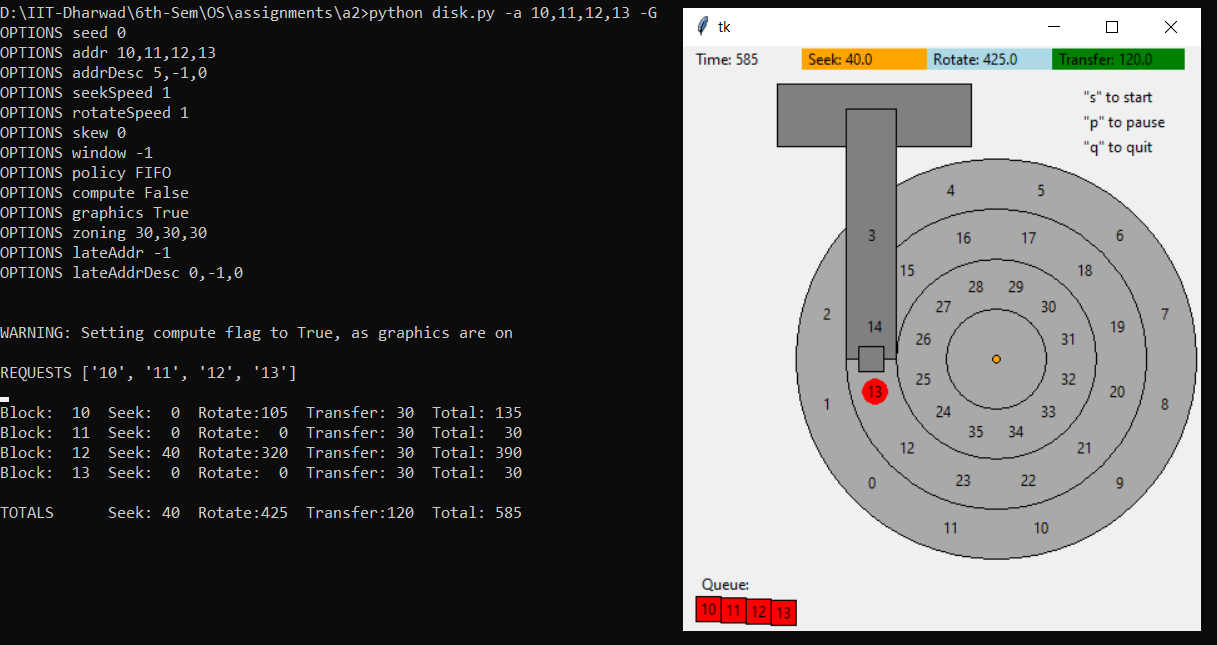 D:\IIT-Dharwad\6th-Sem\OS\assignments\a2>python disk.py -a 10,11,12,13 -G
OPTIONS seed 0
OPTIONS addr 10,11,12,13
OPTIONS addrDesc 5,-1,0
OPTIONS seekSpeed 1
OPTIONS rotateSpeed 1
OPTIONS skew 0
OPTIONS window -1
OPTIONS policy FIFO
OPTIONS compute False
OPTIONS graphics True
OPTIONS zoning 30,30,30
OPTIONS lateAddr -1
OPTIONS lateAddrDesc 0,-1,0
WARNING: Setting compute flag to True, as graphics are on
REQUESTS ['10', '11', '12', '13']
Block:  10  Seek:  0  Rotate:105  Transfer: 30  Total: 135
Block:  11  Seek:  0  Rotate:  0  Transfer: 30  Total:  30
Block:  12  Seek: 40  Rotate:320  Transfer: 30  Total: 390
Block:  13  Seek:  0  Rotate:  0  Transfer: 30  Total:  30
TOTALS      Seek: 40  Rotate:425  Transfer:120  Total: 585
tk
Time: 585 Seek: 40.0 Rotate: 425.0 Transfer: 120.0
"s" to start
"p" to pause
"q" to quit
4 5
3 16 17 6
15 18
28 29
2 27 30 7
14 19
26 31
25 32
13 20
1 24 33 8
35 34
12 21
0 23 22 9
11 10
Queue:
10 11 12 13